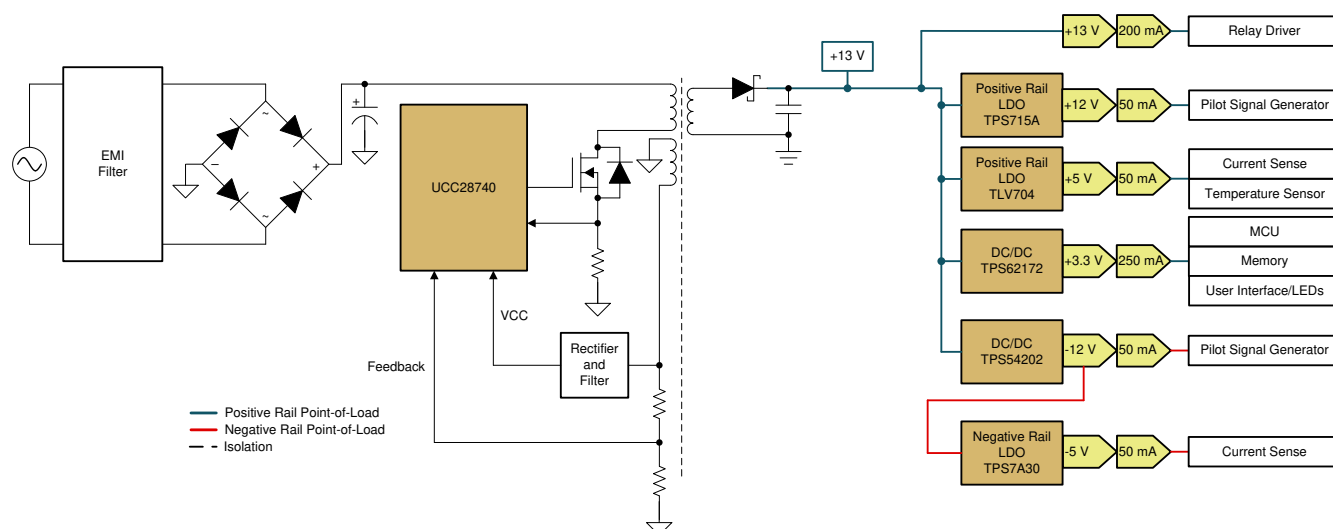 EMI
Filter
~
~
-
+
+
UCC28740
VCC
Feedback
Rectifier
and
Filter
Positive Rail Point-of-Load
Negative Rail Point-of-Load
Isolation
+13 V
+13 V
200 mA
Relay Driver
Positive Rail
LDO
TPS715A
+12 V
50 mA
Pilot Signal Generator
Positive Rail
LDO
TLV704
+5 V
50 mA
Current Sense
Temperature Sensor
DC/DC
TPS62172
+3.3 V
250 mA
MCU
Memory
User Interface/LEDs
DC/DC
TPS54202
-12 V
50 mA
Pilot Signal Generator
Negative Rail
LDO
TPS7A30
-5 V
50 mA
Current Sense